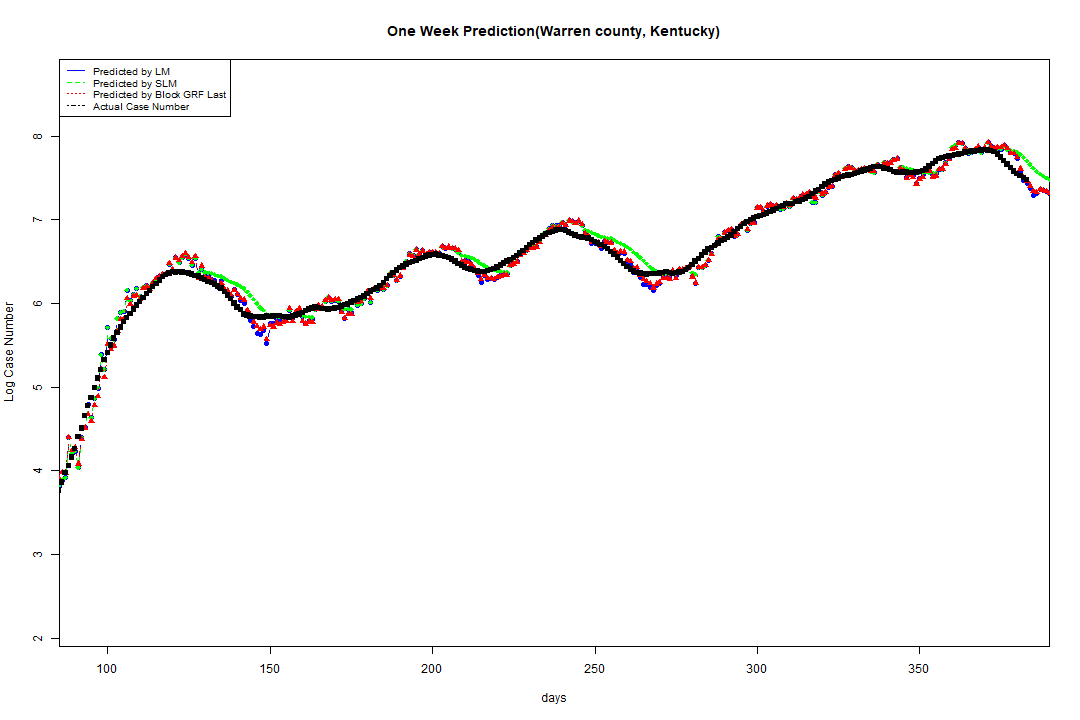 One Week Prediction(Warren county, Kentucky)
Predicted by LM
Predicted by SLM
Predicted by Block GRF Last
Actual Case Number
8
7
6
5
4
3
2
Log Case Number
100 150 200 250 300 350
days